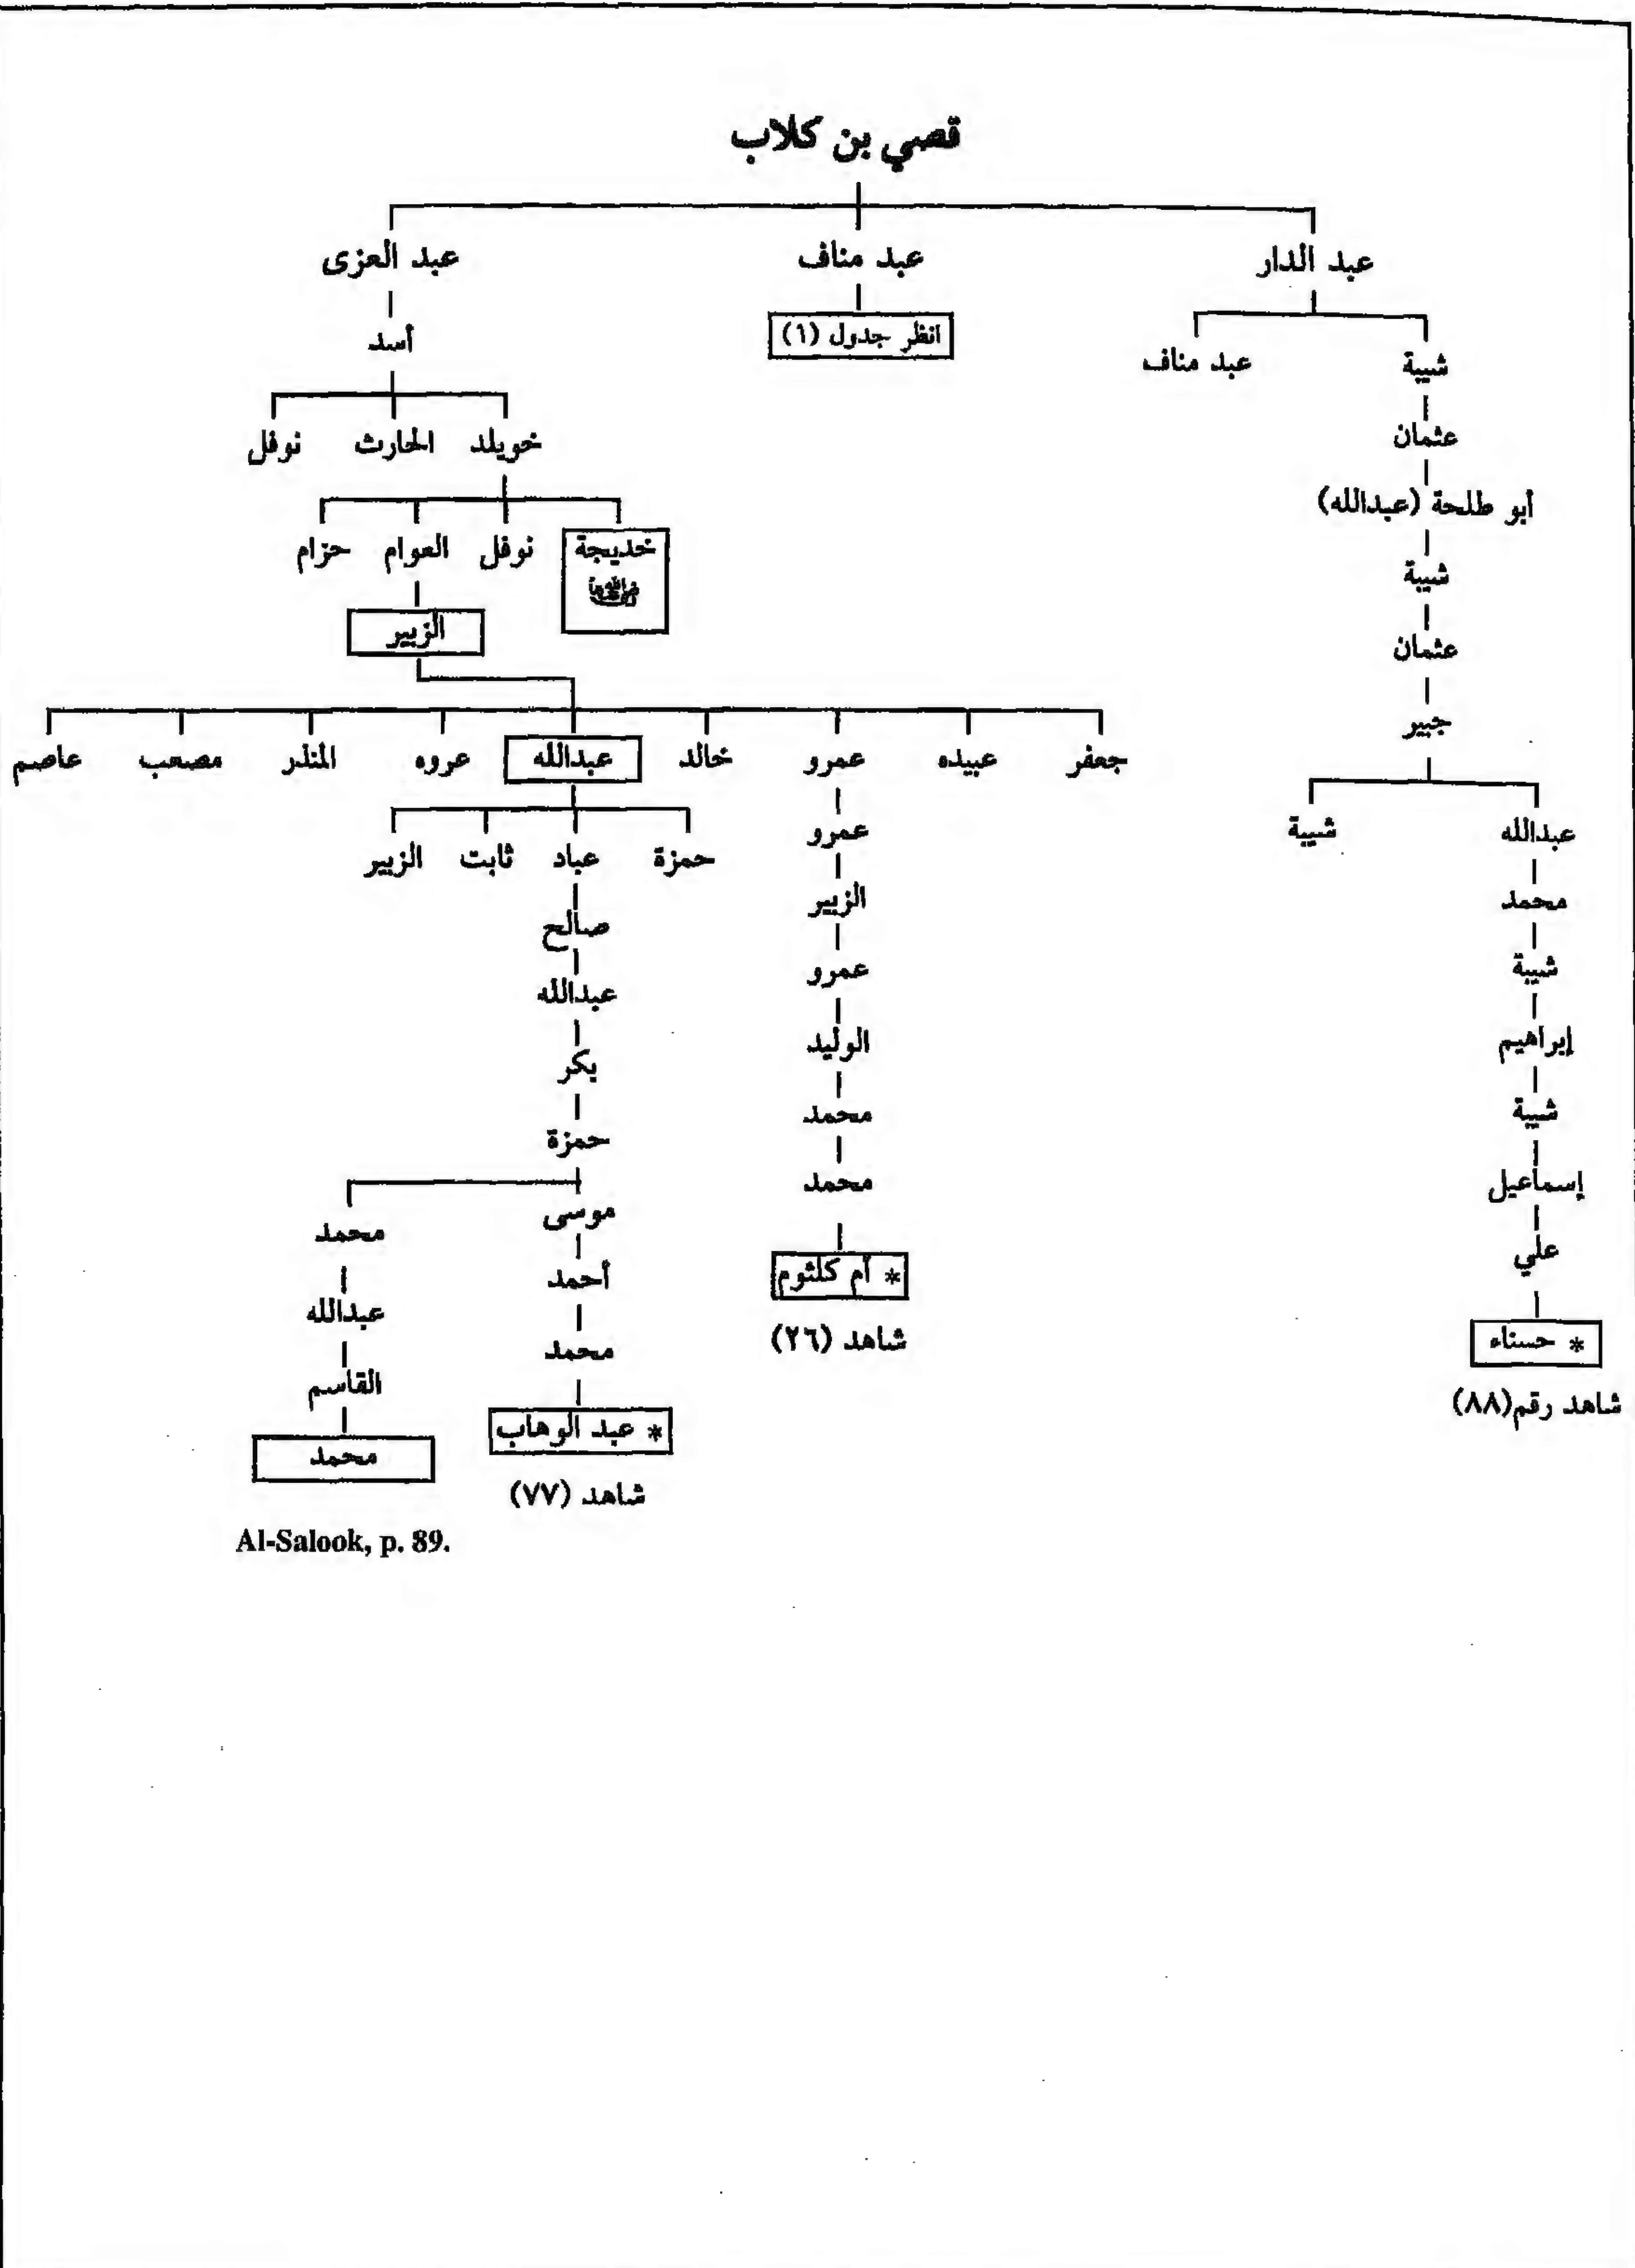 قصي بن كلاب
عبد الدار عبد مناف عبد العزى
انظر جدول (١)
أسد
شيبة عبد مناف
عثمان
خويلد الحارث نوفل
أبو طلحة (عبدالله)
خديجة نوفل العوام حزام
رضي الله عنها
شيبة
الزبير
عثمان
جبير
جعفر عبيده عمرو خالد عبدالله عروه المنذر مصعب عاصم
عبدالله شيبة
عمرو
حمزة عباد ثابت الزبير
محمد
الزبير
صالح
شيبة
عمرو
عبدالله
إبراهيم
الوليد
بكر
شيبة
محمد
حمزة
إسماعيل
محمد
موسى
محمد
علي
* أم كلثوم
أحمد
عبدالله
* حسناء
شاهد (٢٦)
محمد
القاسم
شاهد رقم(٨٨)
* عبد الوهاب
محمد
شاهد (٧٧)
Al-Salook, p. 89.